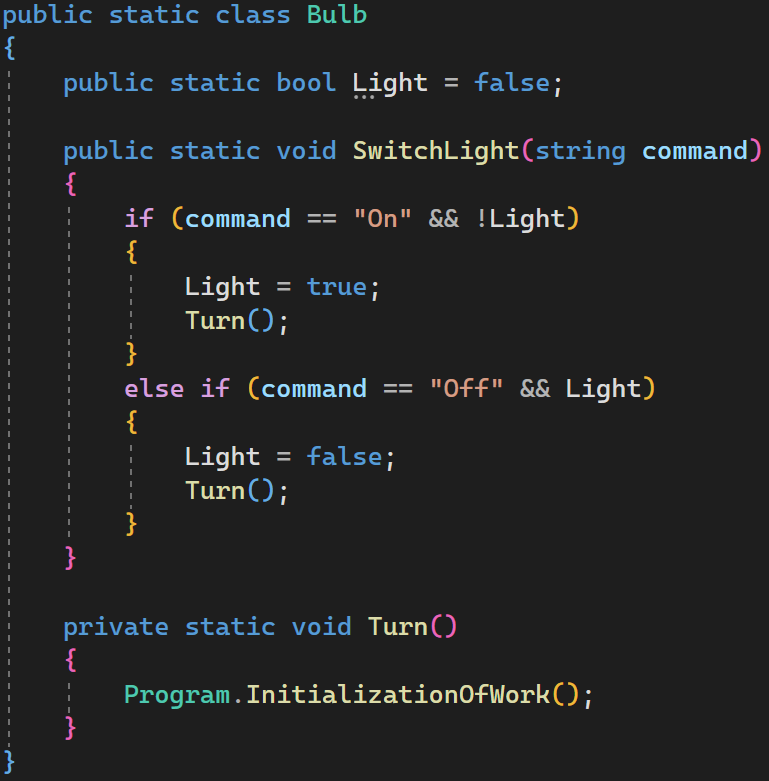 public static class Bulb
{
    public static bool Light = false;

    public static void SwitchLight(string command)
    {
        if (command == "On" && !Light)
        {
            Light = true;
            Turn();
        }
        else if (command == "Off" && Light)
        {
            Light = false;
            Turn();
        }
    }

    private static void Turn()
    {
        Program.InitializationOfWork();
    }
}